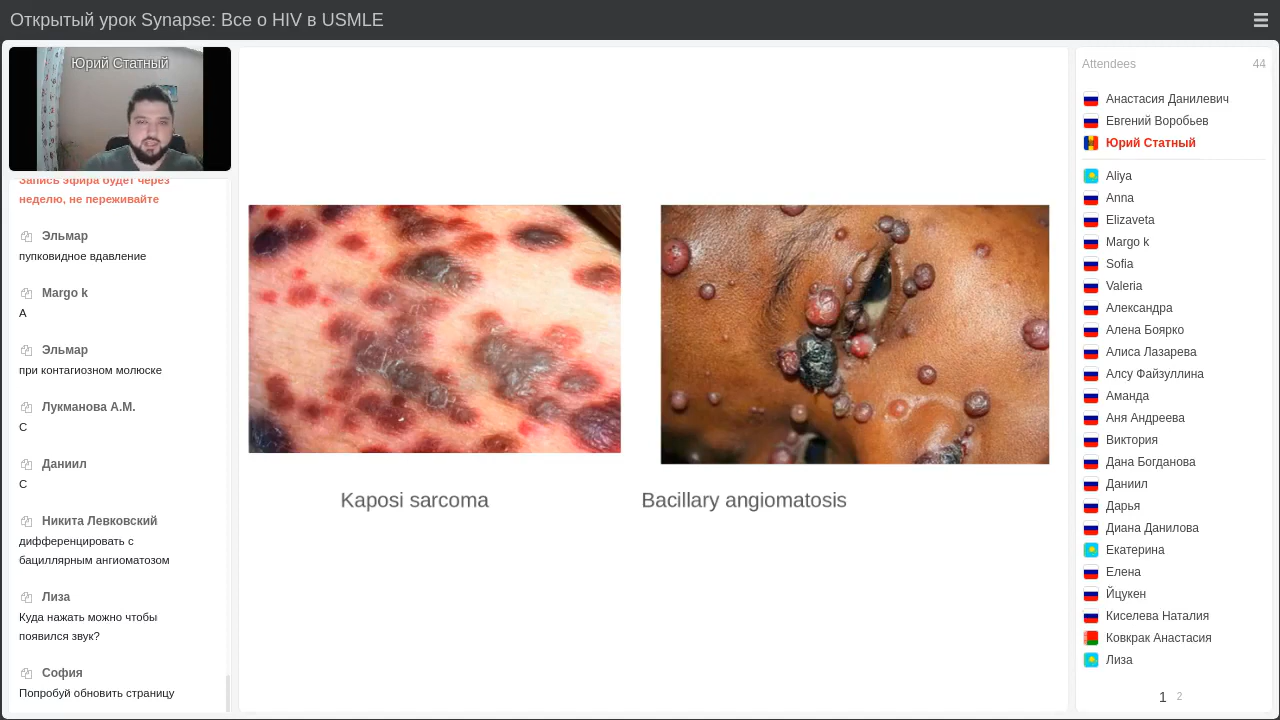 Открытый урок Synapse: Все о HIV в USMLE
Юрий Статный
Запись эфира будет через
неделю, не переживайте
Эльмар
пупковидное вдавление
Margo k
А
Эльмар
при контагиозном молюске
Лукманова А.М.
С
Даниил
С
Никита Левковский
дифференцировать с
бациллярным ангиоматозом
Лиза
Куда нажать можно чтобы
появился звук?
София
Попробуй обновить страницу
Kaposi sarcoma
Bacillary angiomatosis
Attendees 44
Анастасия Данилевич
Евгений Воробьев
Юрий Статный
Aliya
Anna
Elizaveta
Margo k
Sofia
Valeria
Александра
Алена Боярко
Алиса Лазарева
Алсу Файзуллина
Аманда
Аня Андреева
Виктория
Дана Богданова
Даниил
Дарья
Диана Данилова
Екатерина
Елена
Йцукен
Киселева Наталия
Ковкрак Анастасия
Лиза
1 2